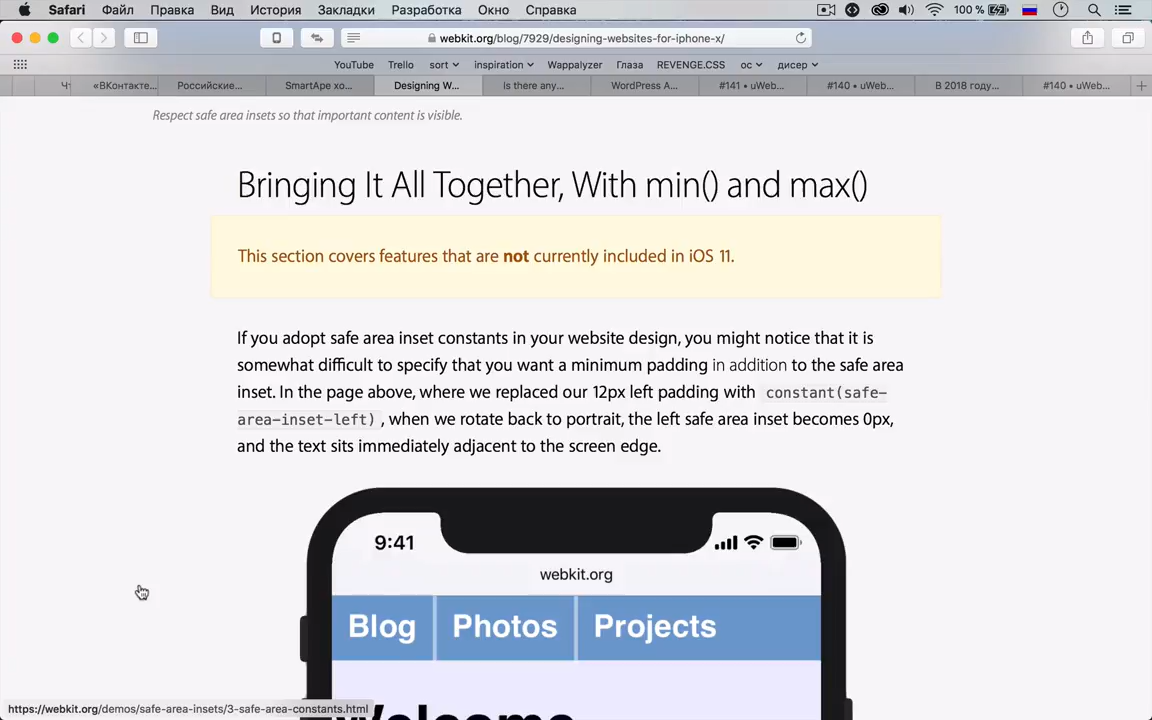 Safari Файл Правка Вид История Закладки Разработка Окно Справка 100 %
webkit.org/blog/7929/designing-websites-for-iphone-x/
YouTube Trello sort inspiration Wappalyzer Глаза REVENGE.CSS ос дисер
«ВКонтакте... Российские... SmartApe хо... Designing W... Is there any... WordPress A... #141 • uWeb... #140 • uWeb... В 2018 году... #140 • uWeb...
Respect safe area insets so that important content is visible.
Bringing It All Together, With min() and max()
This section covers features that are not currently included in iOS 11.
If you adopt safe area inset constants in your website design, you might notice that it is
somewhat difficult to specify that you want a minimum padding in addition to the safe area
inset. In the page above, where we replaced our 12px left padding with constant(safe-
area-inset-left), when we rotate back to portrait, the left safe area inset becomes 0px,
and the text sits immediately adjacent to the screen edge.
9:41
webkit.org
Blog Photos Projects
Welcome
https://webkit.org/demos/safe-area-insets/3-safe-area-constants.html